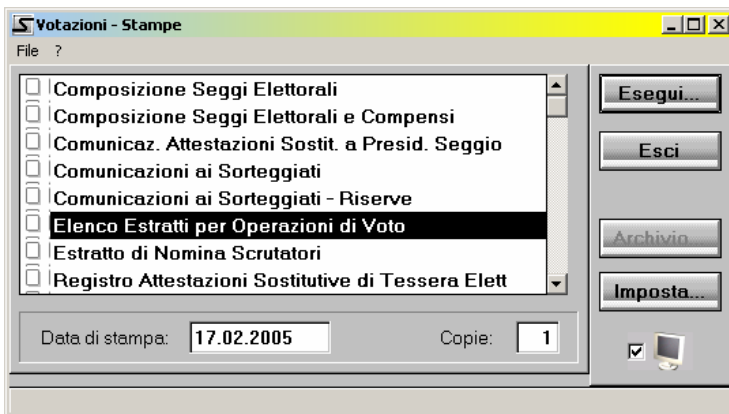 Votazioni - Stampe
File ?
Composizione Seggi Elettorali
Composizione Seggi Elettorali e Compensi
Comunicaz. Attestazioni Sostit. a Presid. Seggio
Comunicazioni ai Sorteggiati
Comunicazioni ai Sorteggiati - Riserve
Elenco Estratti per Operazioni di Voto
Estratto di Nomina Scrutatori
Registro Attestazioni Sostitutive di Tessera Elett
Esegui...
Esci
Archivio...
Imposta...
Data di stampa: 17.02.2005 Copie: 1